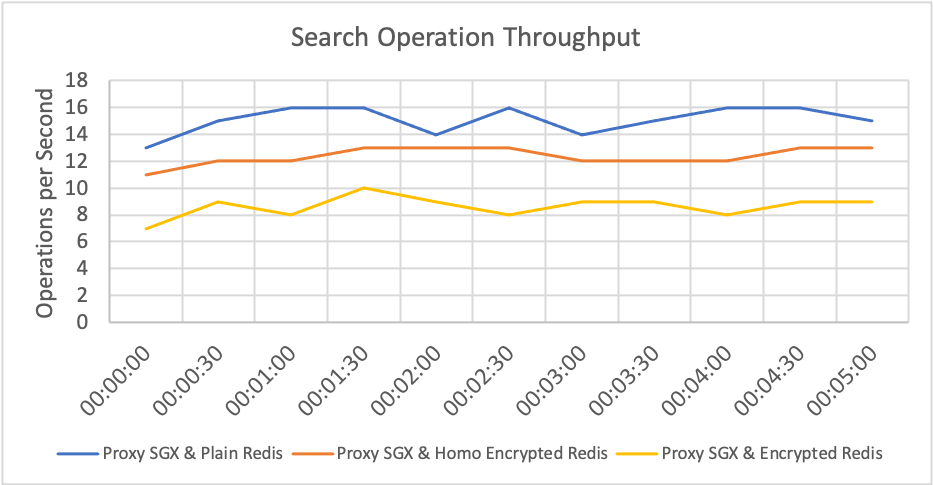 Search Operation Throughput
Operations per Second
18
16
14
12
10
8
6
4
2
0
00:00:00 00:00:30 00:01:00 00:01:30 00:02:00 00:02:30 00:03:00 00:03:30 00:04:00 00:04:30 00:05:00
Proxy SGX & Plain Redis Proxy SGX & Homo Encrypted Redis Proxy SGX & Encrypted Redis